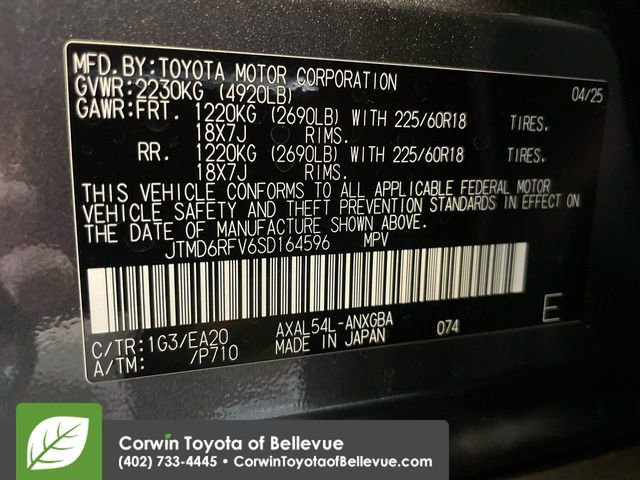 MFD.BY:TOYOTA MOTOR CORPORATION
GVWR:2230KG (4920LB) 04/25
GAWR:FRT. 1220KG (2690LB) WITH 225/60R18 TIRES.
18X7J RIMS.
RR. 1220KG (2690LB) WITH 225/60R18 TIRES.
18X7J RIMS.
THIS VEHICLE CONFORMS TO ALL APPLICABLE FEDERAL MOTOR
VEHICLE SAFETY AND THEFT PREVENTION STANDARDS IN EFFECT ON
THE DATE OF MANUFACTURE SHOWN ABOVE.
JTMD6RFV6SD164596 MPV
C/TR:1G3/EA20 AXAL54L-ANXGBA 074 E
A/TM: /P710 MADE IN JAPAN
Corwin Toyota of Bellevue
(402) 733-4445 • CorwinToyotaofBellevue.com